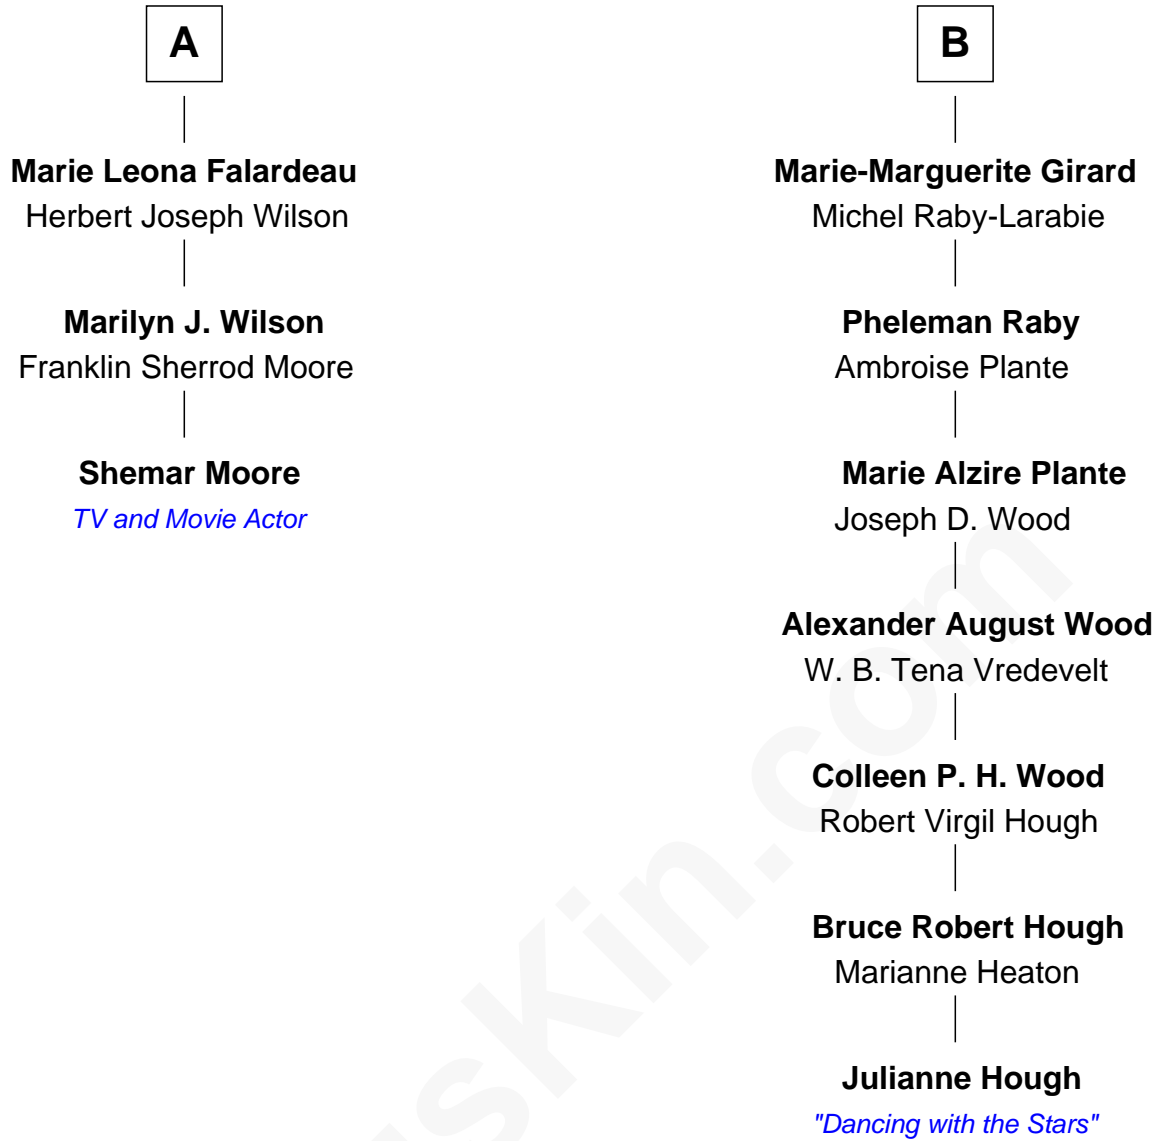 A
Marie Leona Falardeau
Herbert Joseph Wilson
Marilyn J. Wilson
Franklin Sherrod Moore
Shemar Moore
TV and Movie Actor
B
Marie-Marguerite Girard
Michel Raby-Larabie
Pheleman Raby
Ambroise Plante
Marie Alzire Plante
Joseph D. Wood
Alexander August Wood
W. B. Tena Vredevelt
Colleen P. H. Wood
Robert Virgil Hough
Bruce Robert Hough
Marianne Heaton
Julianne Hough
"Dancing with the Stars"
usKin.com